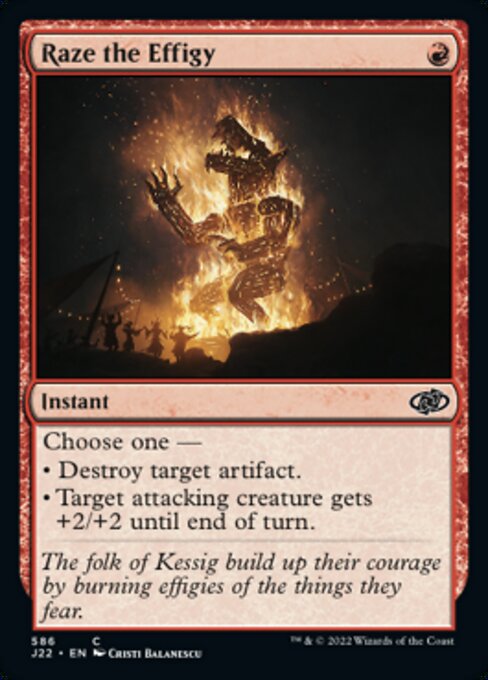 Raze the Effigy
Instant
Choose one —
• Destroy target artifact.
• Target attacking creature gets
+2/+2 until end of turn.
The folk of Kessig build up their courage
by burning effigies of the things they
fear.
586 C
J22 • EN Cristi Balanescu
™ & © 2022 Wizards of the Coast